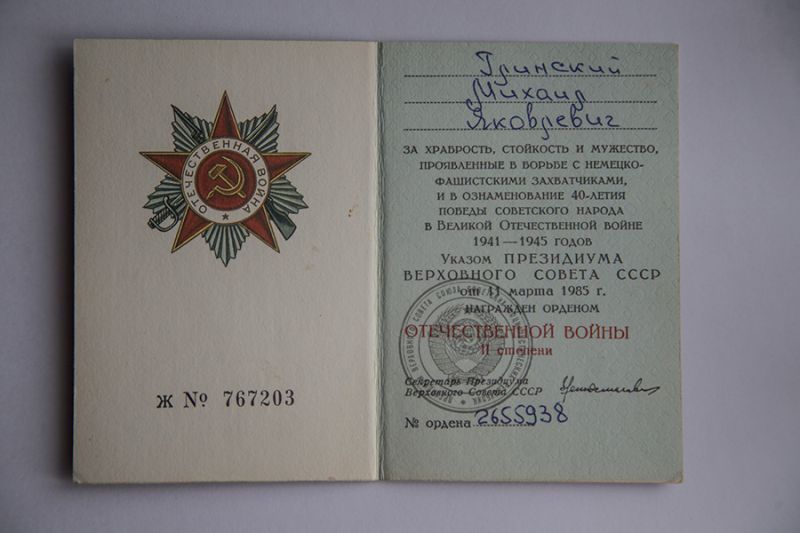 ОТЕЧЕСТВЕННАЯ ВОЙНА
Ж № 767203
Гринский
Михаил
Яковлевич
ЗА ХРАБРОСТЬ, СТОЙКОСТЬ И МУЖЕСТВО,
ПРОЯВЛЕННЫЕ В БОРЬБЕ С НЕМЕЦКО-
ФАШИСТСКИМИ ЗАХВАТЧИКАМИ,
И В ОЗНАМЕНОВАНИЕ 40-ЛЕТИЯ
ПОБЕДЫ СОВЕТСКОГО НАРОДА
В ВЕЛИКОЙ ОТЕЧЕСТВЕННОЙ ВОЙНЕ
1941—1945 ГОДОВ
УКАЗОМ ПРЕЗИДИУМА
ВЕРХОВНОГО СОВЕТА СССР
от 11 марта 1985 г.
НАГРАЖДЕН ОРДЕНОМ
ОТЕЧЕСТВЕННОЙ ВОЙНЫ
II степени
Секретарь Президиума
Верховного Совета СССР
№ ордена 2655938